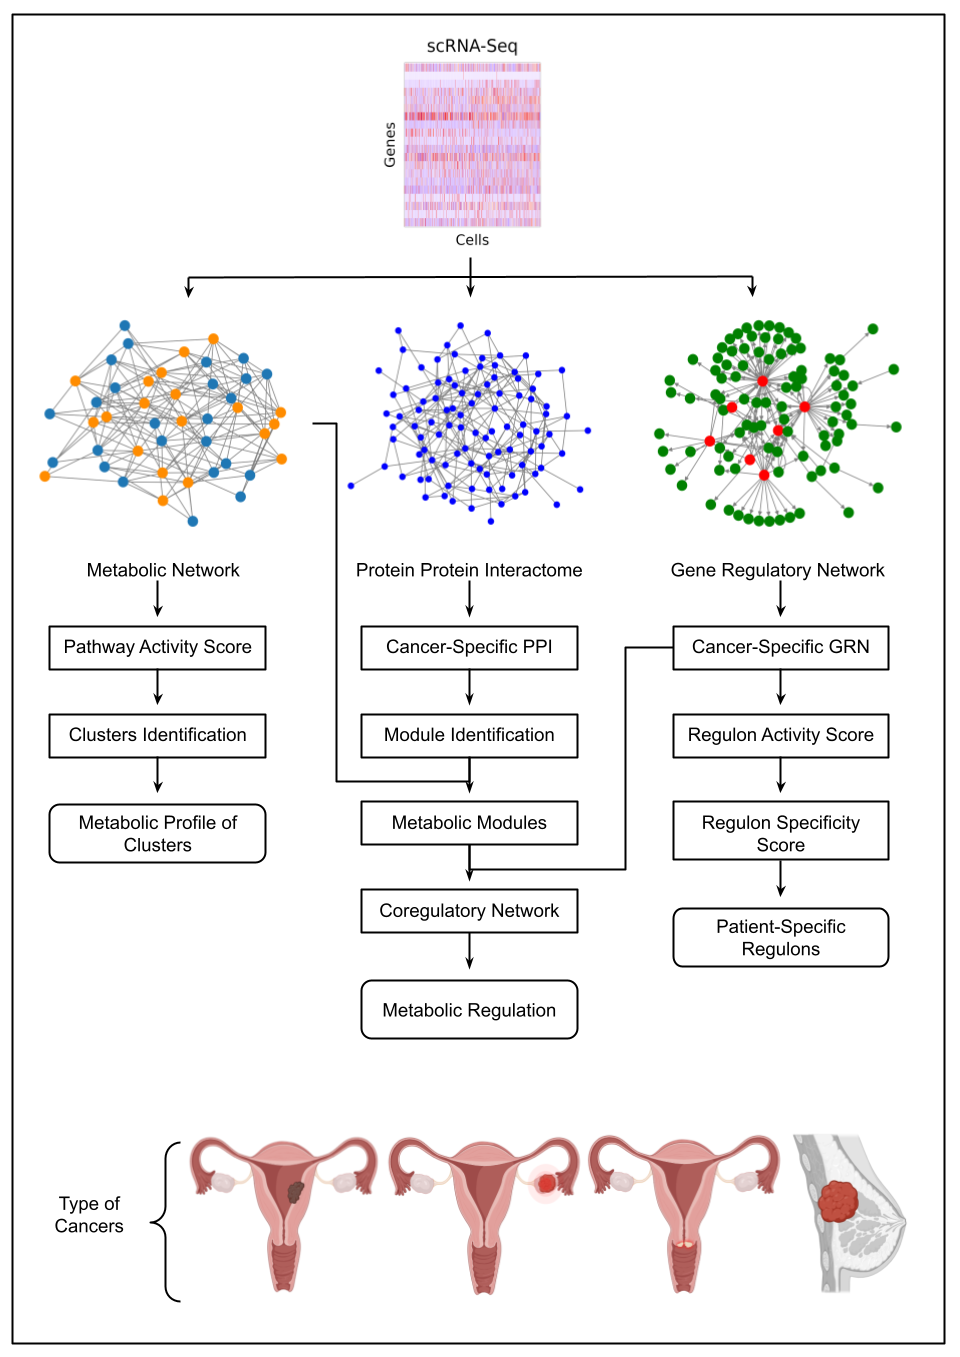 scRNA-Seq
Genes
Cells
Metabolic Network
Protein Protein Interactome
Gene Regulatory Network
Pathway Activity Score
Cancer-Specific PPI
Cancer-Specific GRN
Clusters Identification
Module Identification
Regulon Activity Score
Metabolic Profile of
Clusters
Metabolic Modules
Regulon Specificity
Score
Coregulatory Network
Patient-Specific
Regulons
Metabolic Regulation
Type of
Cancers